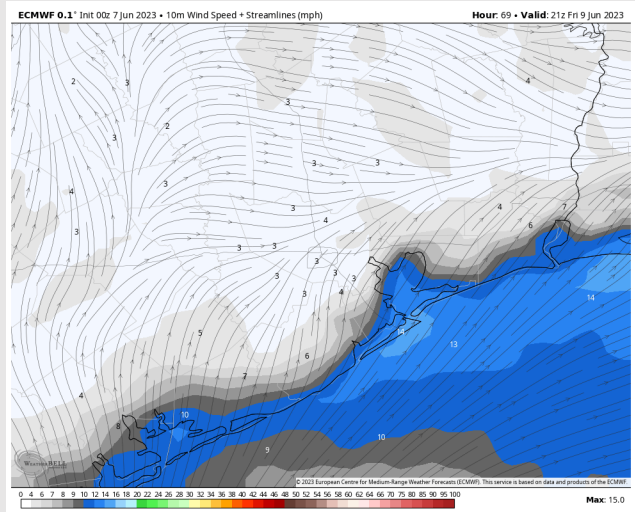 ECMWF 0.1° Init 00z 7 Jun 2023 • 10m Wind Speed + Streamlines (mph)
Hour: 69 • Valid: 21z Fri 9 Jun 2023
2 3 3 4
2 3
3 3 3
4 3
3 3 4 4 6 7
3 3
3 3 3 3
3 4 14
5 14 13
6
7
4
8 10
9 10
WeatherBELL
© 2023 European Centre for Medium-Range Weather Forecasts (ECMWF). This service is based on data and products of the ECMWF.
0 4 6 7 8 9 10 12 14 16 18 20 22 24 26 28 30 32 34 36 38 40 42 44 46 48 50 52 54 56 58 60 62 64 66 68 70 75 80 85 90 95 100
Max: 15.0